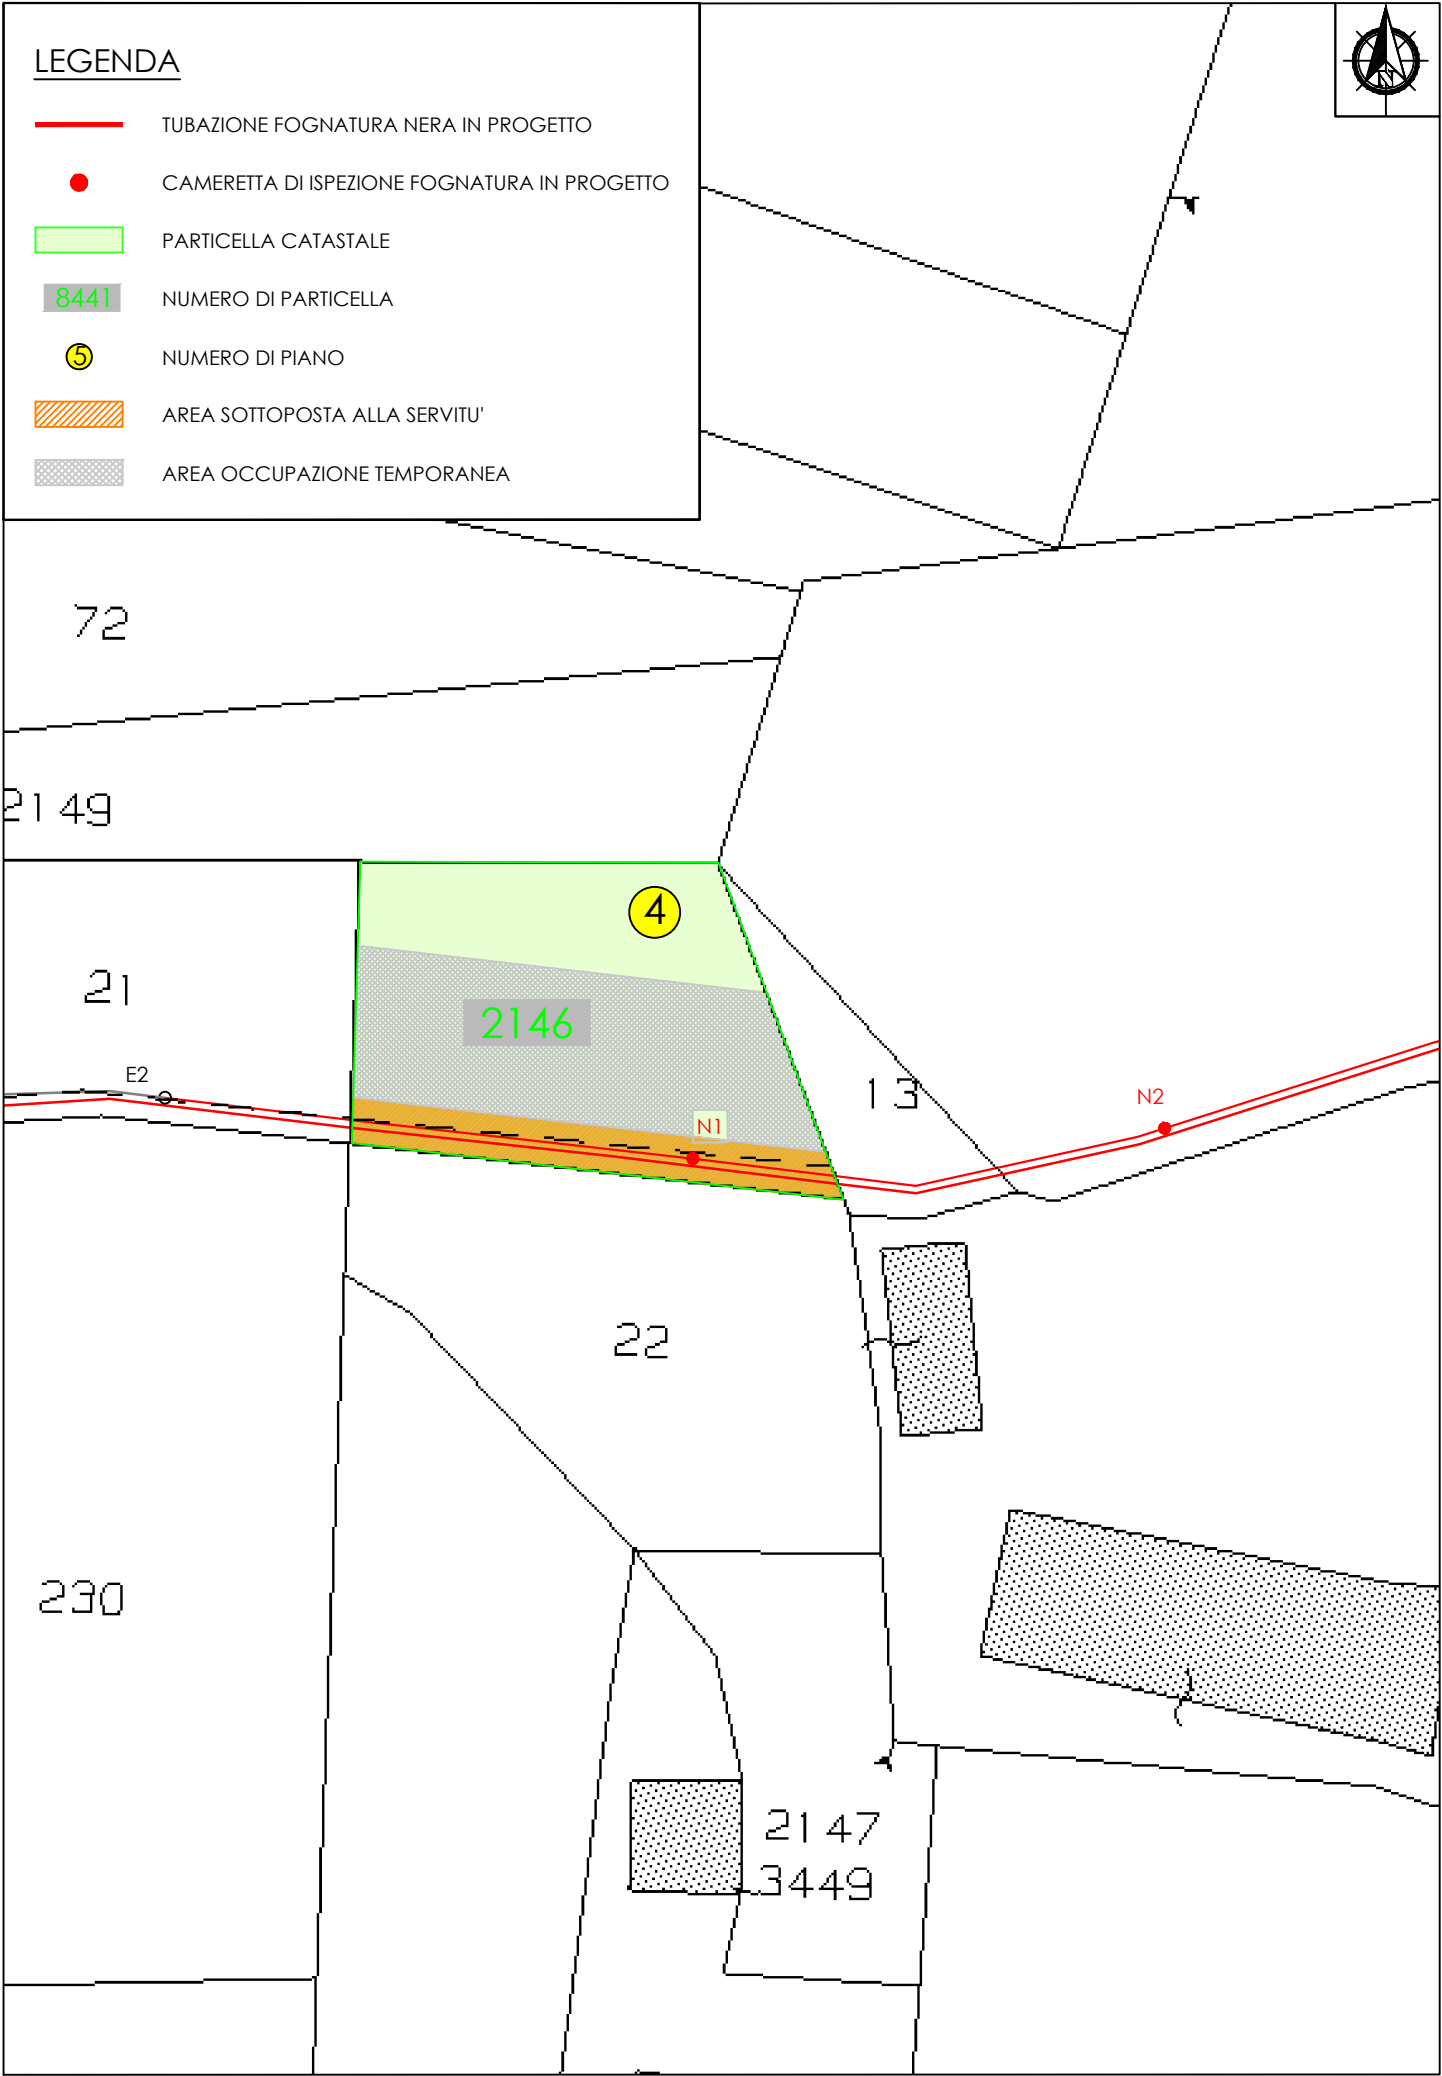 LEGENDA
TUBAZIONE FOGNATURA NERA IN PROGETTO
CAMERETTA DI ISPEZIONE FOGNATURA IN PROGETTO
PARTICELLA CATASTALE
8441 NUMERO DI PARTICELLA
5 NUMERO DI PIANO
AREA SOTTOPOSTA ALLA SERVITU'
AREA OCCUPAZIONE TEMPORANEA
N
72
2149
4
21
2146
E2
13
N2
N1
22
230
2147
3449